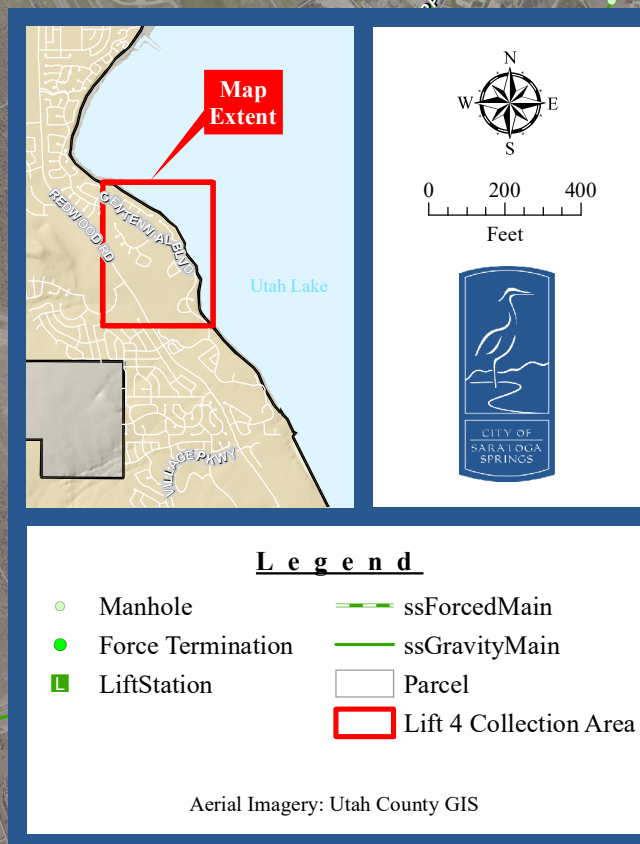 Map
Extent
REDWOOD RD
CENTENNIAL BLVD
Utah Lake
VILLAGE PKWY
N
W E
S
0 200 400
Feet
CITY OF
SARATOGA
SPRINGS
Legend
Manhole
Force Termination
L LiftStation
ssForcedMain
ssGravityMain
Parcel
Lift 4 Collection Area
Aerial Imagery: Utah County GIS